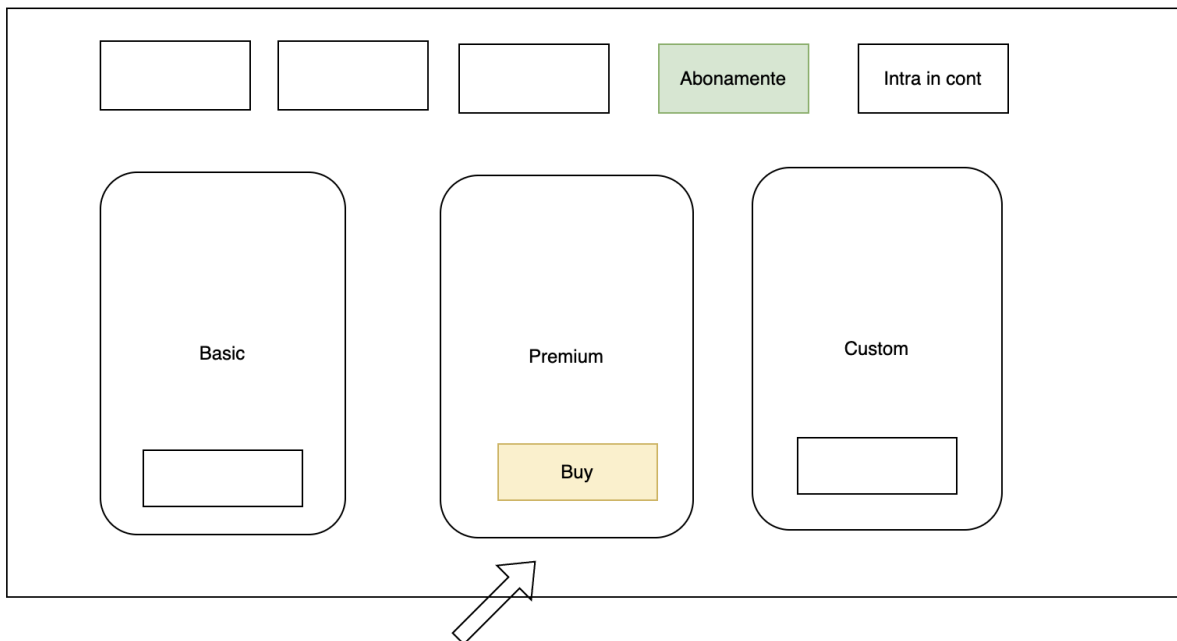 Abonamente
Intra in cont
Basic
Premium
Custom
Buy